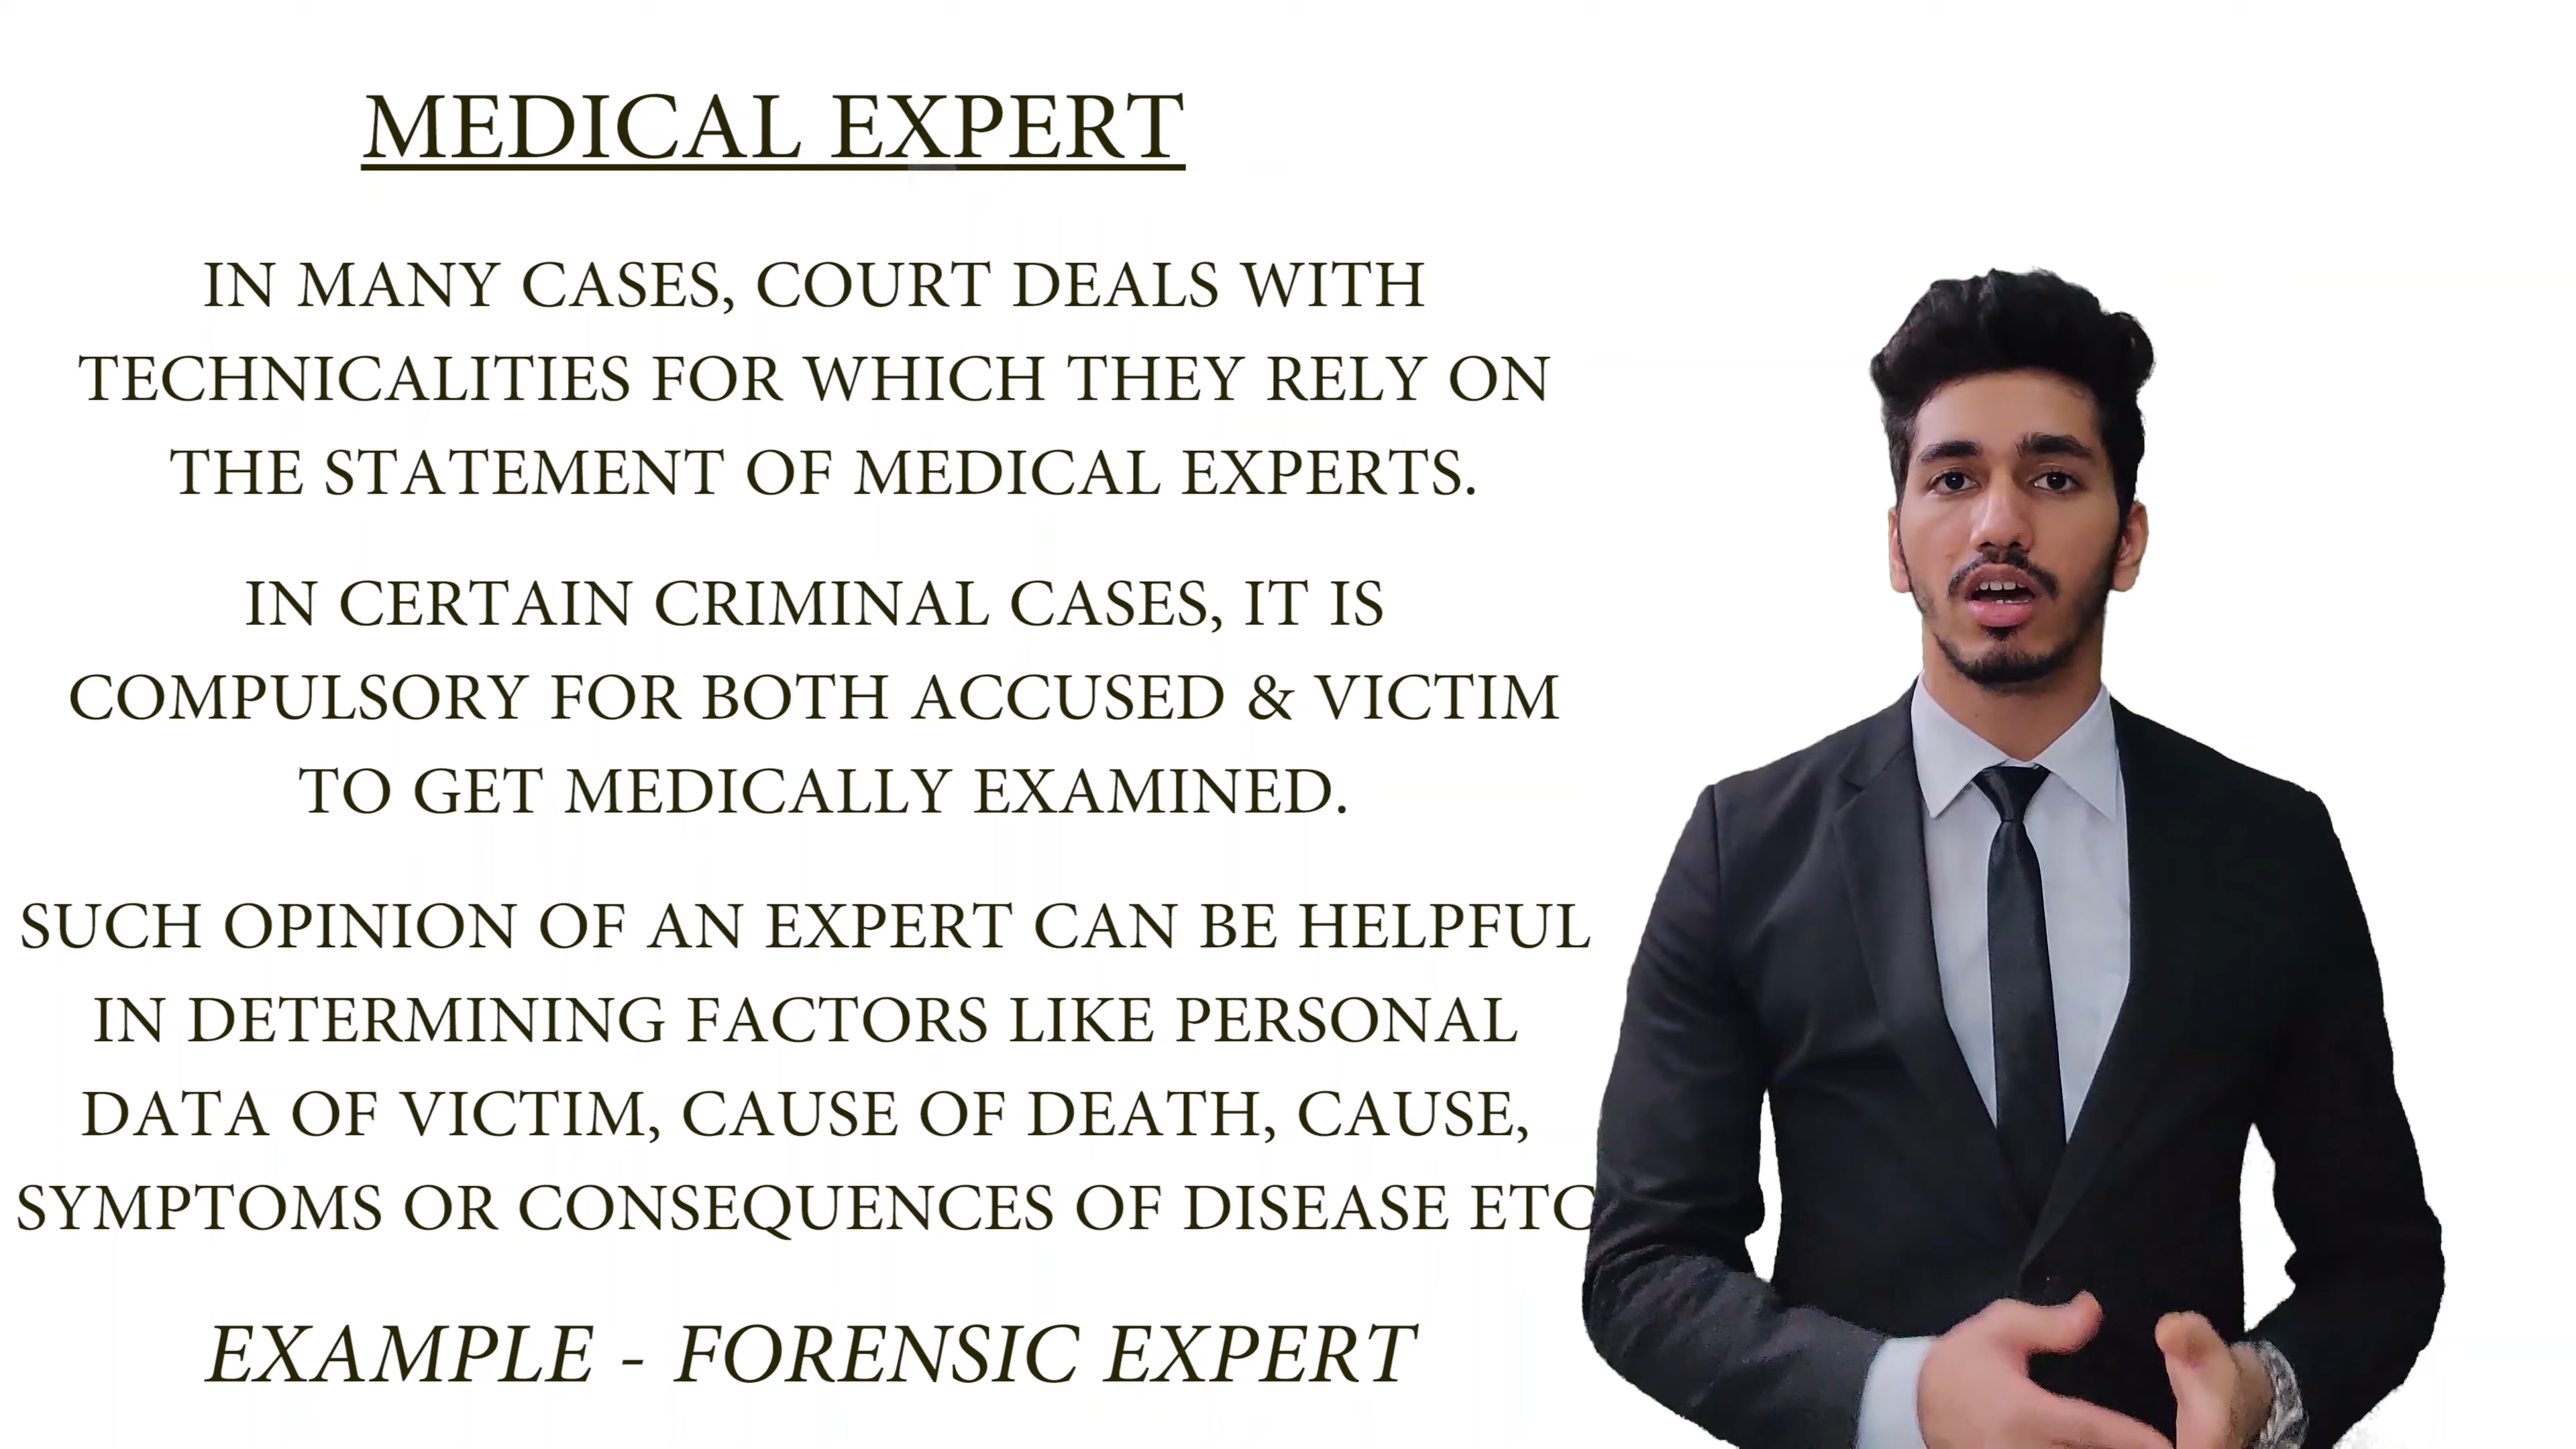 MEDICAL EXPERT
IN MANY CASES, COURT DEALS WITH
TECHNICALITIES FOR WHICH THEY RELY ON
THE STATEMENT OF MEDICAL EXPERTS.
IN CERTAIN CRIMINAL CASES, IT IS
COMPULSORY FOR BOTH ACCUSED & VICTIM
TO GET MEDICALLY EXAMINED.
SUCH OPINION OF AN EXPERT CAN BE HELPFUL
IN DETERMINING FACTORS LIKE PERSONAL
DATA OF VICTIM, CAUSE OF DEATH, CAUSE,
SYMPTOMS OR CONSEQUENCES OF DISEASE ETC
EXAMPLE - FORENSIC EXPERT